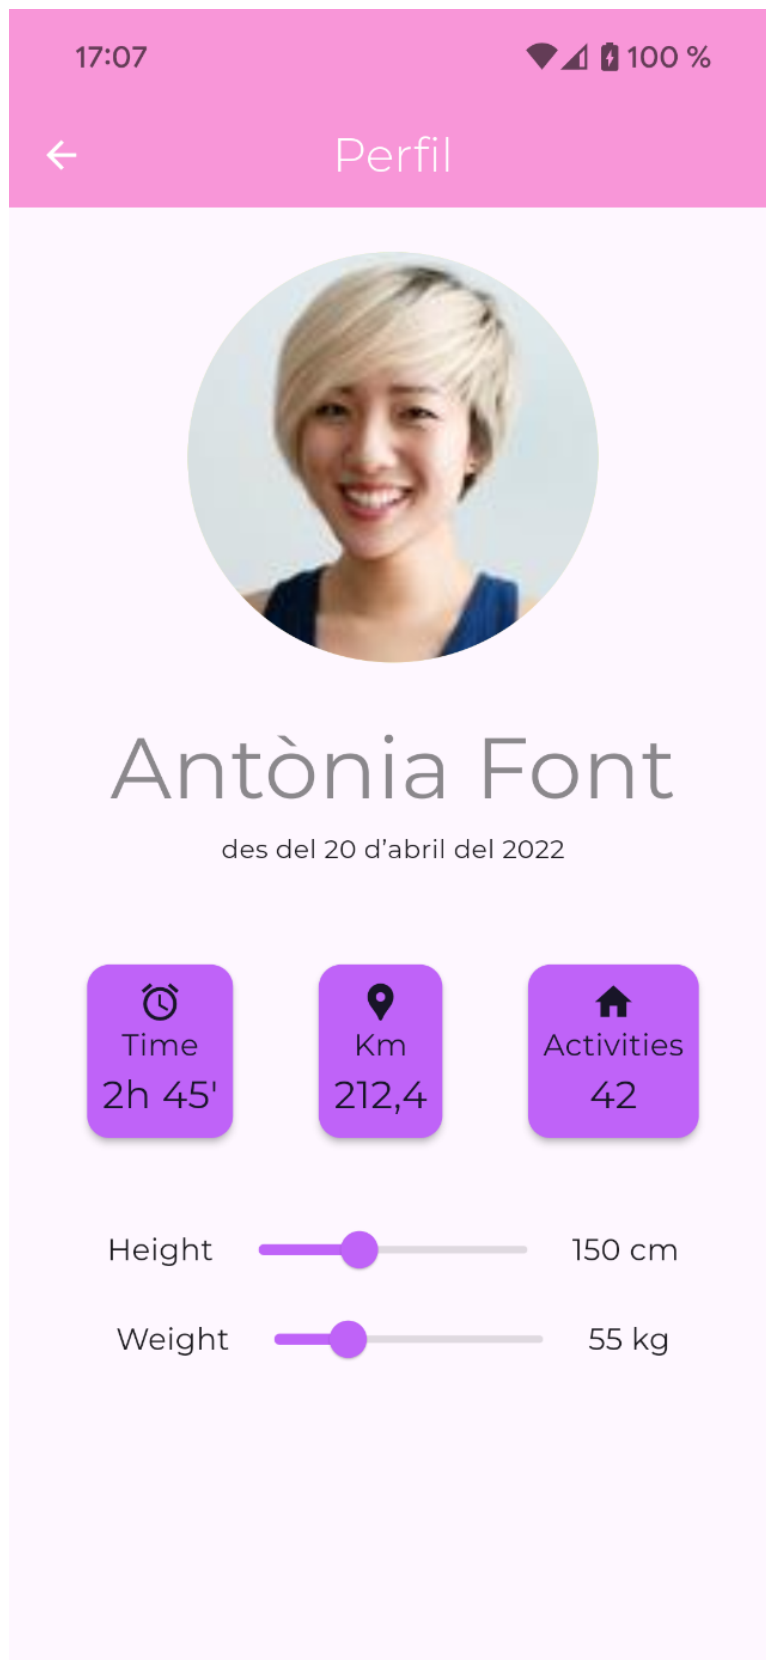 17:07 100 %
Perfil
Antònia Font
des del 20 d’abril del 2022
Time Km Activities
2h 45' 212,4 42
Height 150 cm
Weight 55 kg